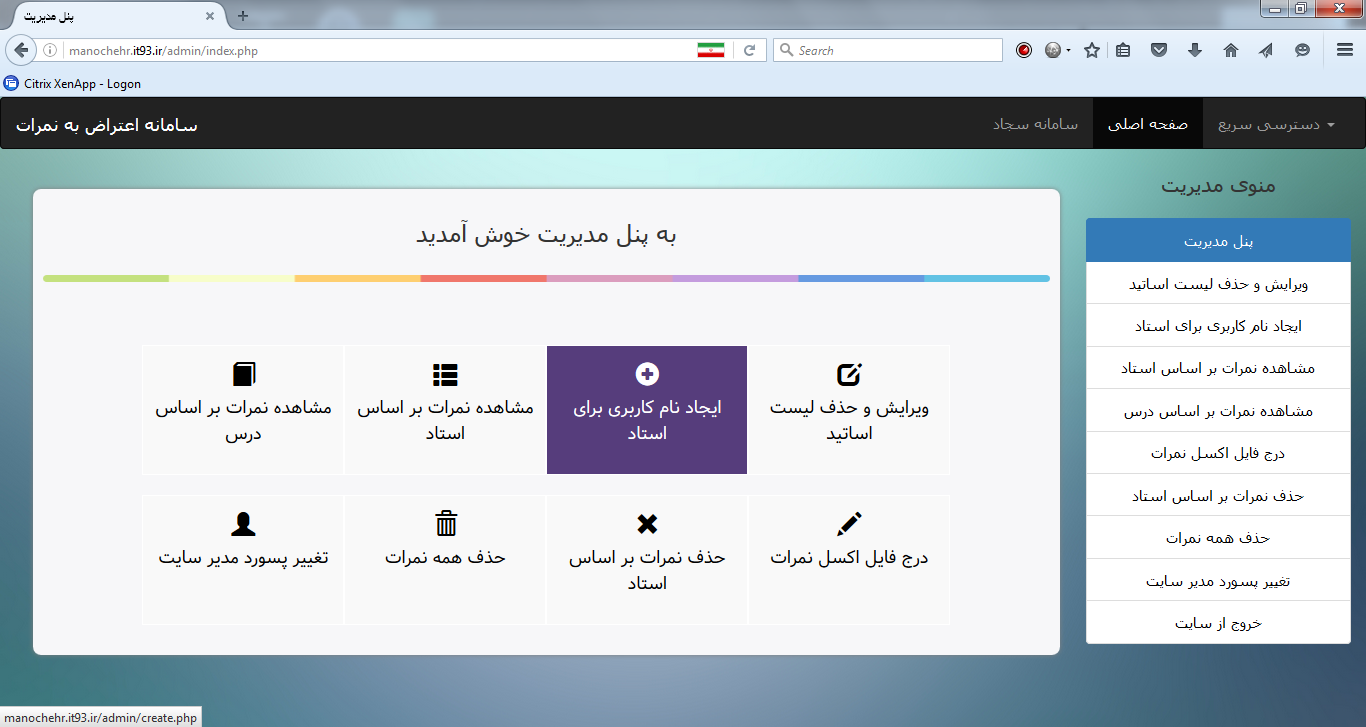 پنل مدیریت
manochehr.it93.ir/admin/index.php
Search
Citrix XenApp - Logon
دسترسی سریع
صفحه اصلی
سامانه سجاد
سامانه اعتراض به نمرات
منوی مدیریت
پنل مدیریت
ویرایش و حذف لیست اساتید
ایجاد نام کاربری برای استاد
مشاهده نمرات بر اساس استاد
مشاهده نمرات بر اساس درس
درج فایل اکسل نمرات
حذف نمرات بر اساس استاد
حذف همه نمرات
تغییر پسورد مدیر سایت
خروج از سایت
به پنل مدیریت خوش آمدید
ویرایش و حذف لیست
اساتید
ایجاد نام کاربری برای
استاد
مشاهده نمرات بر اساس
استاد
مشاهده نمرات بر اساس
درس
درج فایل اکسل نمرات
حذف نمرات بر اساس
استاد
حذف همه نمرات
تغییر پسورد مدیر سایت
manochehr.it93.ir/admin/create.php